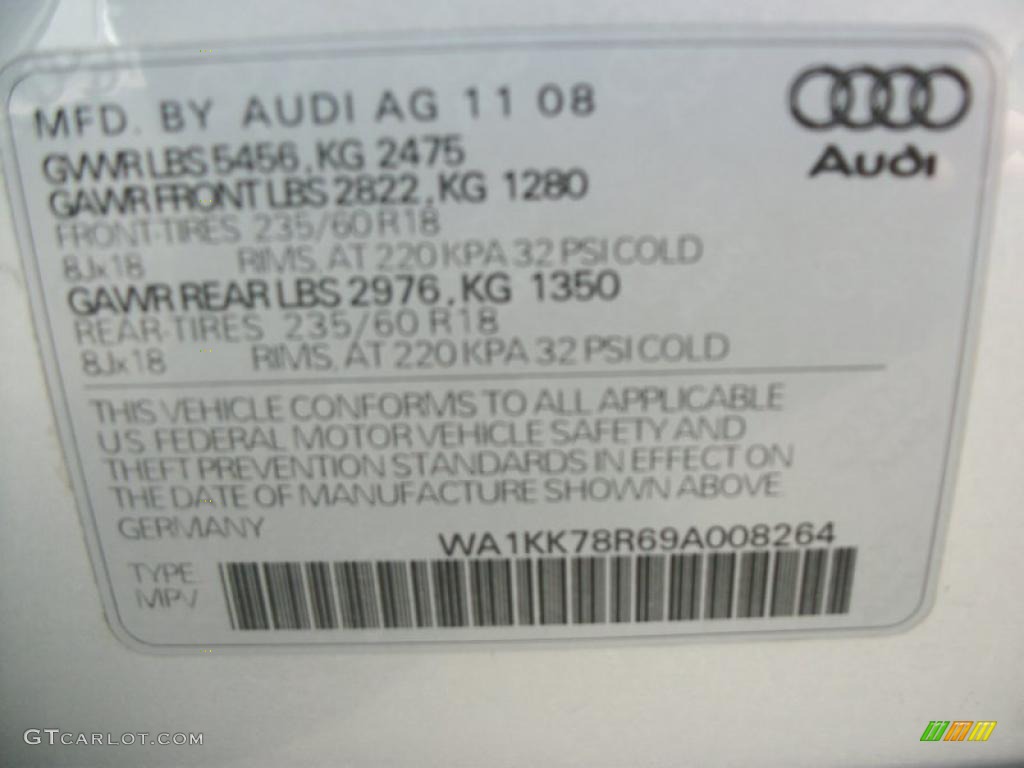 MFD. BY AUDI AG 11 08
GVWR LBS 5456, KG 2475
GAWR FRONT LBS 2822, KG 1280
FRONT-TIRES 235/60 R18
8Jx18 RIMS, AT 220 KPA 32 PSI COLD
GAWR REAR LBS 2976, KG 1350
REAR-TIRES 235/60 R18
8Jx18 RIMS, AT 220 KPA 32 PSI COLD
Audi
THIS VEHICLE CONFORMS TO ALL APPLICABLE
US FEDERAL MOTOR VEHICLE SAFETY AND
THEFT PREVENTION STANDARDS IN EFFECT ON
THE DATE OF MANUFACTURE SHOWN ABOVE
GERMANY
WA1KK78R69A008264
TYPE
MPV
GTCARLOT.COM